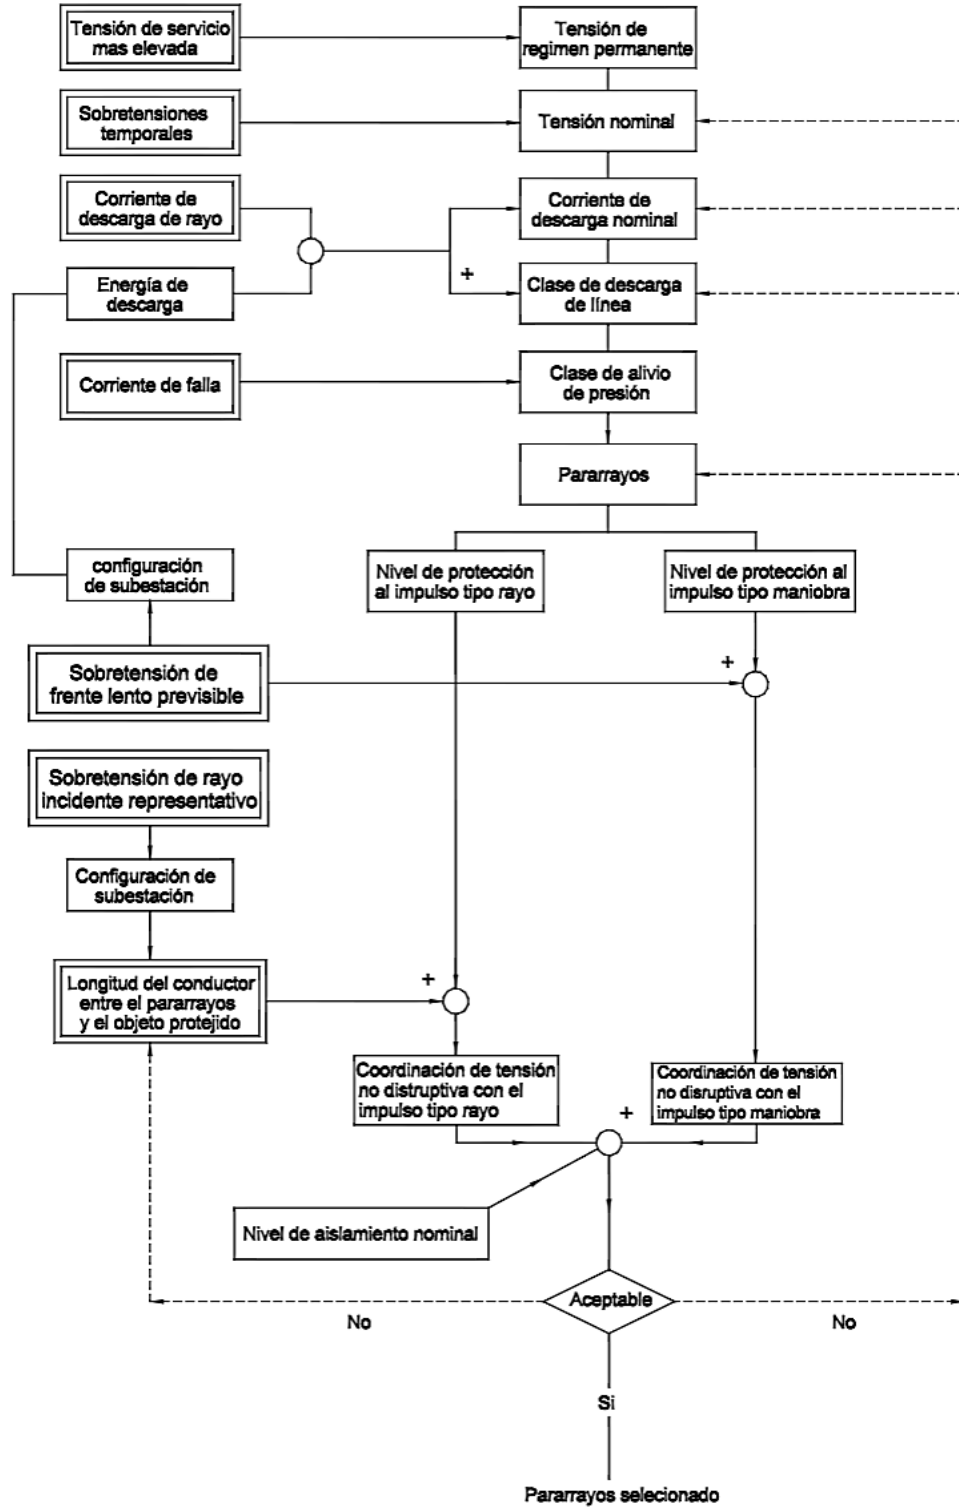 Tensión de servicio
mas elevada
Tensión de
regimen permanente
Sobretensiones
temporales
Tensión nominal
Corriente de
descarga de rayo
Corriente de
descarga nominal
+
Energía de
descarga
Clase de descarga
de línea
Corriente de falla
Clase de alivio
de presión
Pararrayos
configuración
de subestación
Nivel de protección
al impulso tipo rayo
Nivel de protección al
impulso tipo maniobra
+
Sobretensión de
frente lento previsible
Sobretensión de rayo
incidente representativo
Configuración de
subestación
Longitud del conductor
entre el pararrayos
y el objeto protejido
+
Coordinación de tensión
no distruptiva con el
impulso tipo rayo
Coordinación de tensión
no disruptiva con el
impulso tipo maniobra
+
Nivel de aislamiento nominal
Aceptable
No
No
Si
Pararrayos selecionado